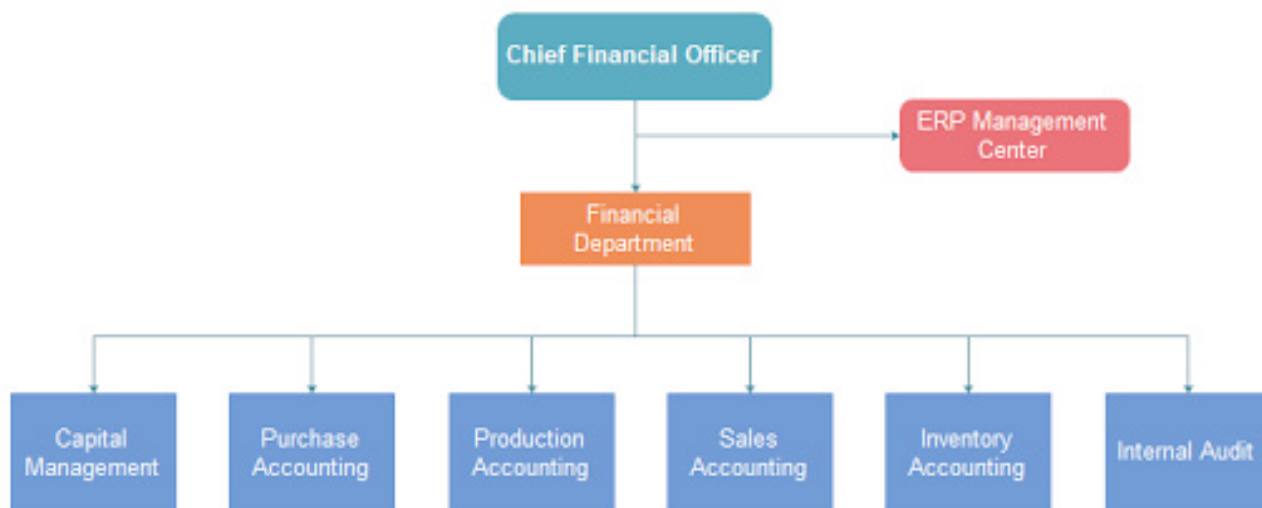 Chief Financial Officer
ERP Management
Center
Financial
Department
Capital
Management
Purchase
Accounting
Production
Accounting
Sales
Accounting
Inventory
Accounting
Internal Audit